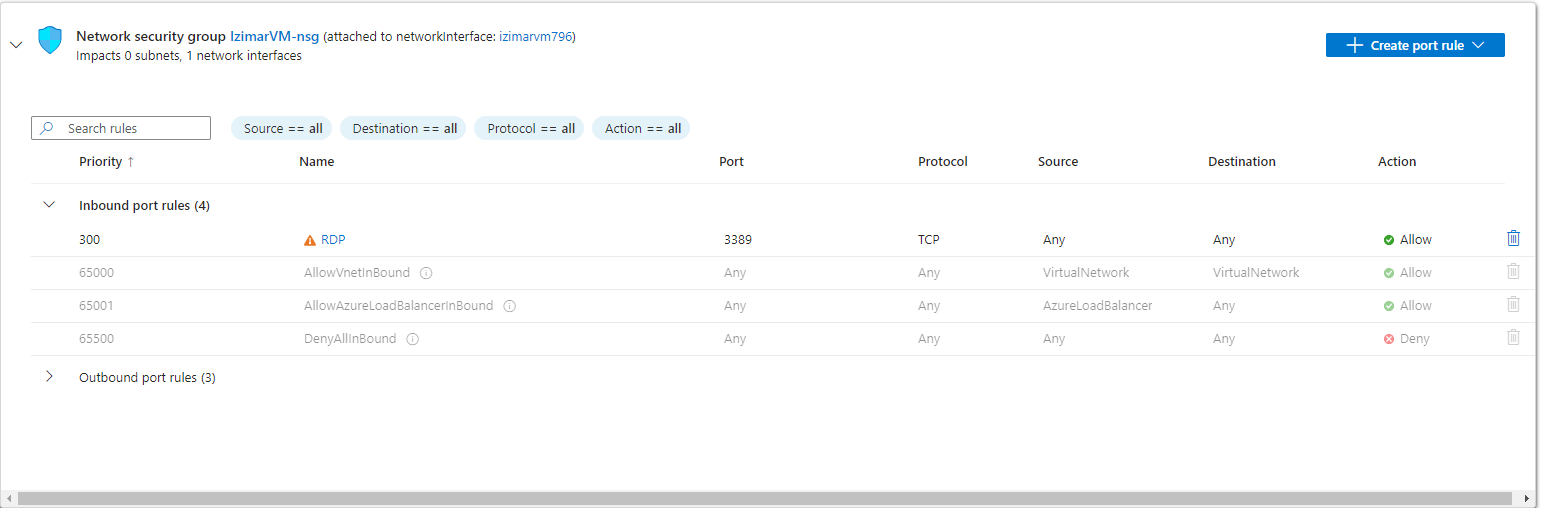 Network security group IzimarVM-nsg (attached to networkInterface: izimarvm796)
Impacts 0 subnets, 1 network interfaces
Create port rule
Search rules Source == all Destination == all Protocol == all Action == all
Priority ↑ Name Port Protocol Source Destination Action
Inbound port rules (4)
300 RDP 3389 TCP Any Any Allow
65000 AllowVnetInBound Any Any VirtualNetwork VirtualNetwork Allow
65001 AllowAzureLoadBalancerInBound Any Any AzureLoadBalancer Any Allow
65500 DenyAllInBound Any Any Any Any Deny
Outbound port rules (3)